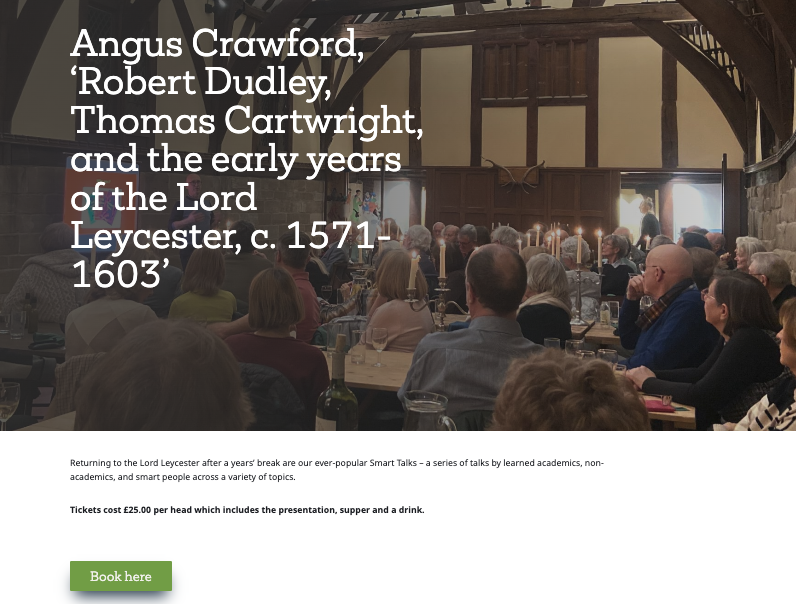 Angus Crawford,
‘Robert Dudley,
Thomas Cartwright,
and the early years
of the Lord
Leycester, c. 1571-
1603’
Returning to the Lord Leycester after a years’ break are our ever-popular Smart Talks – a series of talks by learned academics, non-
academics, and smart people across a variety of topics.
Tickets cost £25.00 per head which includes the presentation, supper and a drink.
Book here